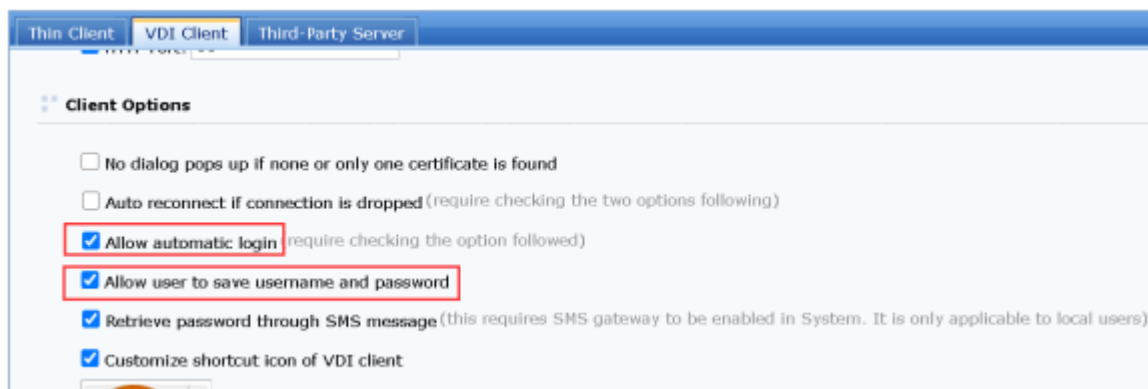 Thin Client VDI Client Third-Party Server
Client Options
No dialog pops up if none or only one certificate is found
Auto reconnect if connection is dropped (require checking the two options following)
Allow automatic login (require checking the option followed)
Allow user to save username and password
Retrieve password through SMS message (this requires SMS gateway to be enabled in System. It is only applicable to local users)
Customize shortcut icon of VDI client